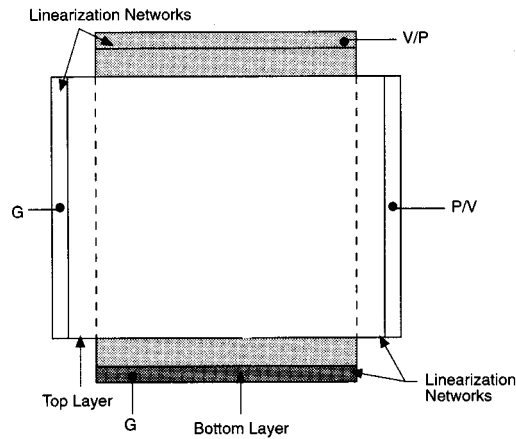 Linearization Networks
V/P
G
P/V
Top Layer
G
Bottom Layer
Linearization
Networks